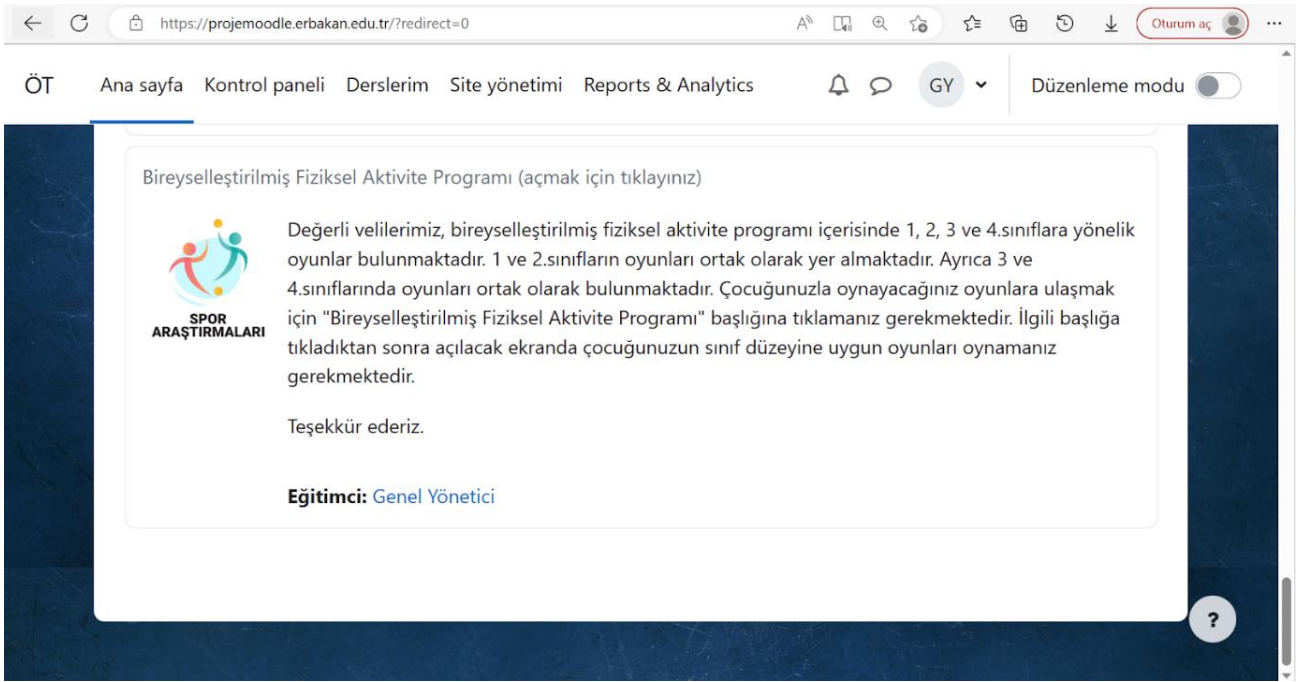 https://projemoodle.erbakan.edu.tr/?redirect=0
Oturum aç
ÖT Ana sayfa Kontrol paneli Derslerim Site yönetimi Reports & Analytics GY Düzenleme modu
Bireyselleştirilmiş Fiziksel Aktivite Programı (açmak için tıklayınız)
SPOR
ARAŞTIRMALARI
Değerli velilerimiz, bireyselleştirilmiş fiziksel aktivite programı içerisinde 1, 2, 3 ve 4.sınıflara yönelik
oyunlar bulunmaktadır. 1 ve 2.sınıfların oyunları ortak olarak yer almaktadır. Ayrıca 3 ve
4.sınıflarında oyunları ortak olarak bulunmaktadır. Çocuğunuzla oynayacağınız oyunlara ulaşmak
için "Bireyselleştirilmiş Fiziksel Aktivite Programı" başlığına tıklamanız gerekmektedir. İlgili başlığa
tıkladıktan sonra açılacak ekranda çocuğunuzun sınıf düzeyine uygun oyunları oynamanız
gerekmektedir.
Teşekkür ederiz.
Eğitimci: Genel Yönetici
?